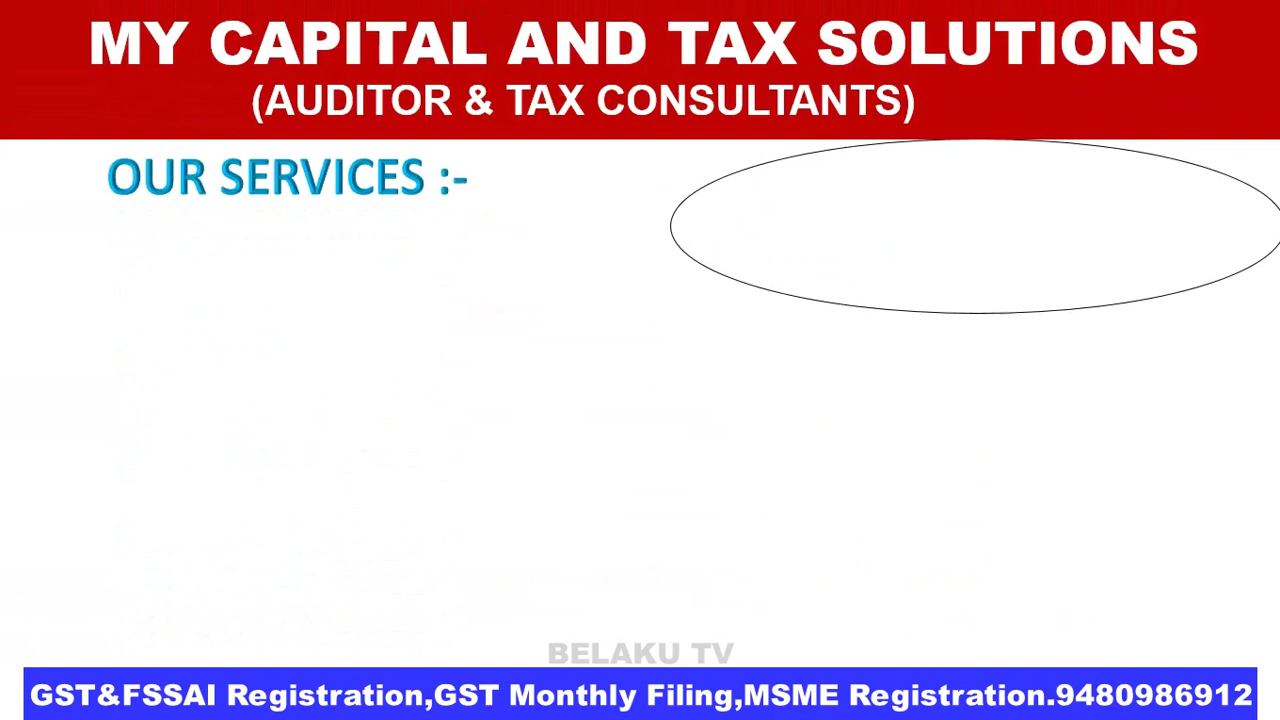 MY CAPITAL AND TAX SOLUTIONS
(AUDITOR & TAX CONSULTANTS)
OUR SERVICES :-
BELAKU TV
GST&FSSAI Registration,GST Monthly Filing,MSME Registration.9480986912